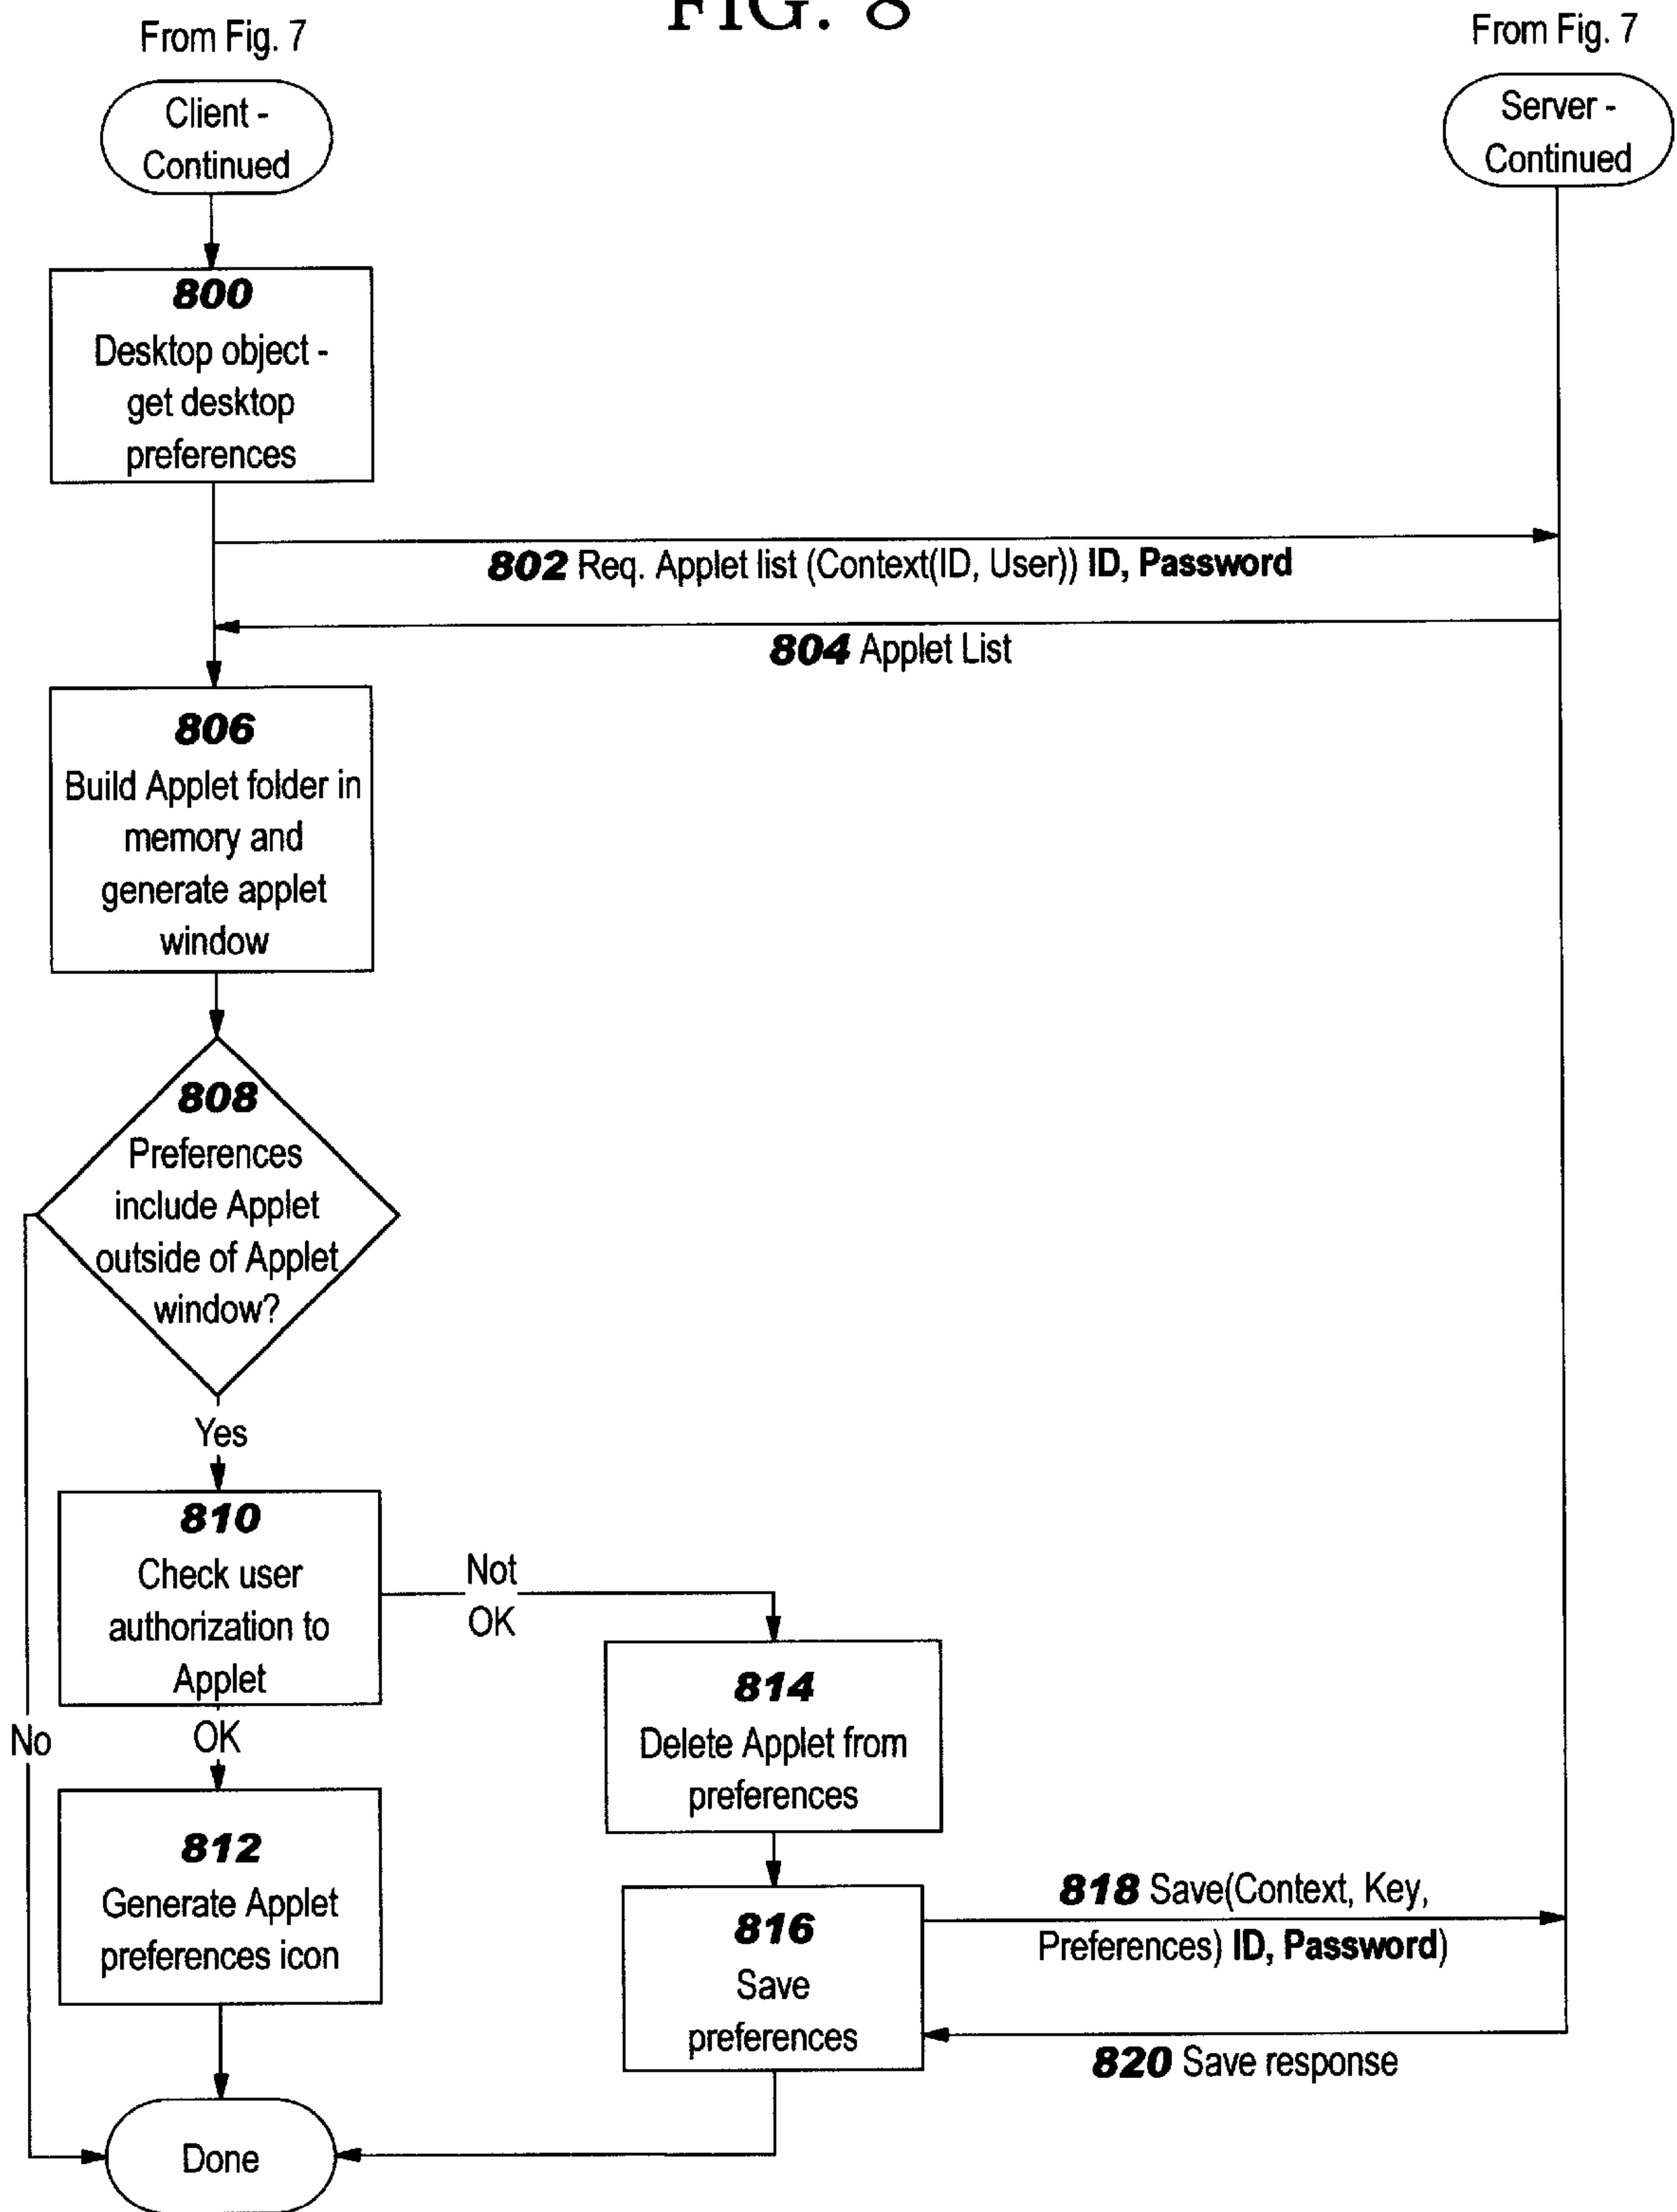 FIG. 8
From Fig. 7
From Fig. 7
Client -
Continued
Server -
Continued
800
Desktop object -
get desktop
preferences
802 Req. Applet list (Context(ID, User)) ID, Password
804 Applet List
806
Build Applet folder in
memory and
generate applet
window
808
Preferences
include Applet
outside of Applet
window?
Yes
No
810
Check user
authorization to
Applet
Not
OK
OK
812
Generate Applet
preferences icon
814
Delete Applet from
preferences
816
Save
preferences
818 Save(Context, Key,
Preferences) ID, Password)
820 Save response
Done